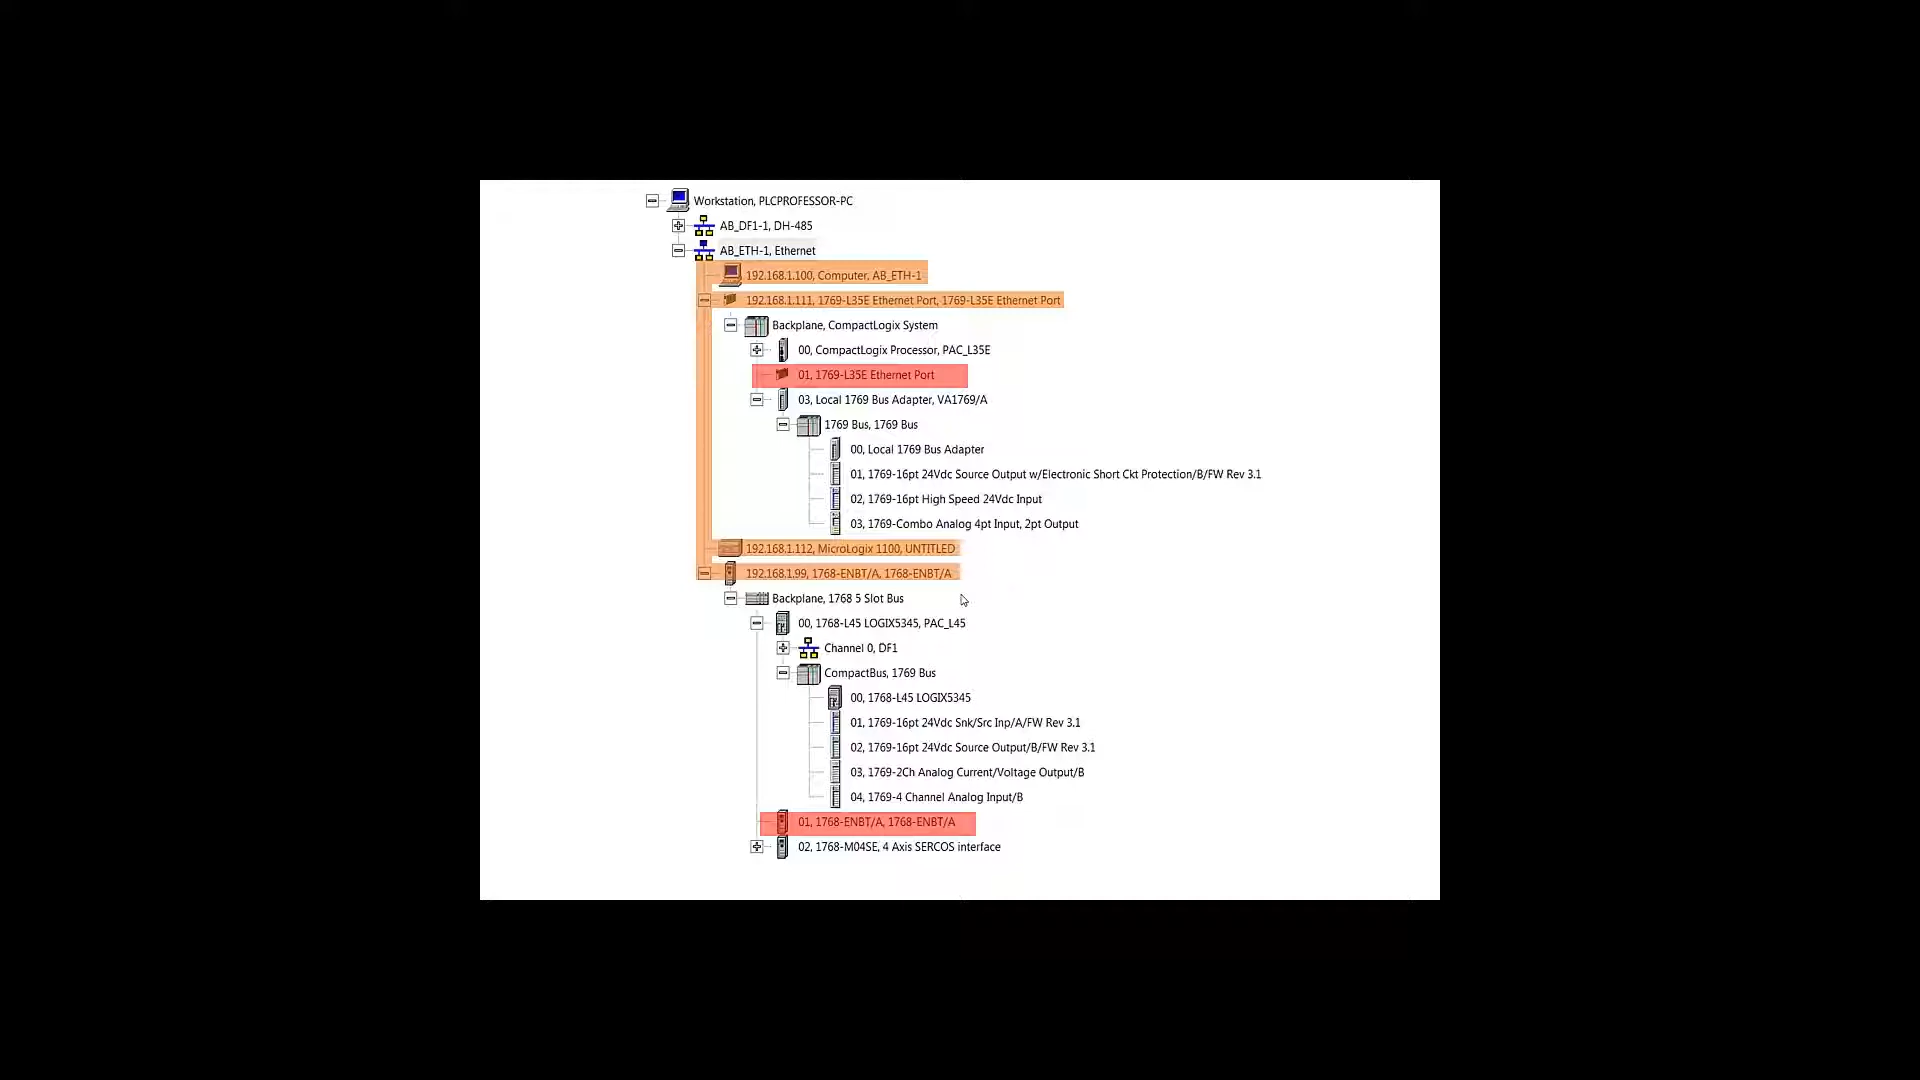 Workstation, PLCPROFESSOR-PC
AB_DF1-1, DH-485
AB_ETH-1, Ethernet
192.168.1.100, Computer, AB_ETH-1
192.168.1.111, 1769-L35E Ethernet Port, 1769-L35E Ethernet Port
Backplane, CompactLogix System
00, CompactLogix Processor, PAC_L35E
01, 1769-L35E Ethernet Port
03, Local 1769 Bus Adapter, VA1769/A
1769 Bus, 1769 Bus
00, Local 1769 Bus Adapter
01, 1769-16pt 24Vdc Source Output w/Electronic Short Ckt Protection/B/FW Rev 3.1
02, 1769-16pt High Speed 24Vdc Input
03, 1769-Combo Analog 4pt Input, 2pt Output
192.168.1.112, MicroLogix 1100, UNTITLED
192.168.1.99, 1768-ENBT/A, 1768-ENBT/A
Backplane, 1768 5 Slot Bus
00, 1768-L45 LOGIX5345, PAC_L45
Channel 0, DF1
CompactBus, 1769 Bus
00, 1768-L45 LOGIX5345
01, 1769-16pt 24Vdc Snk/Src Inp/A/FW Rev 3.1
02, 1769-16pt 24Vdc Source Output/B/FW Rev 3.1
03, 1769-2Ch Analog Current/Voltage Output/B
04, 1769-4 Channel Analog Input/B
01, 1768-ENBT/A, 1768-ENBT/A
02, 1768-M04SE, 4 Axis SERCOS interface